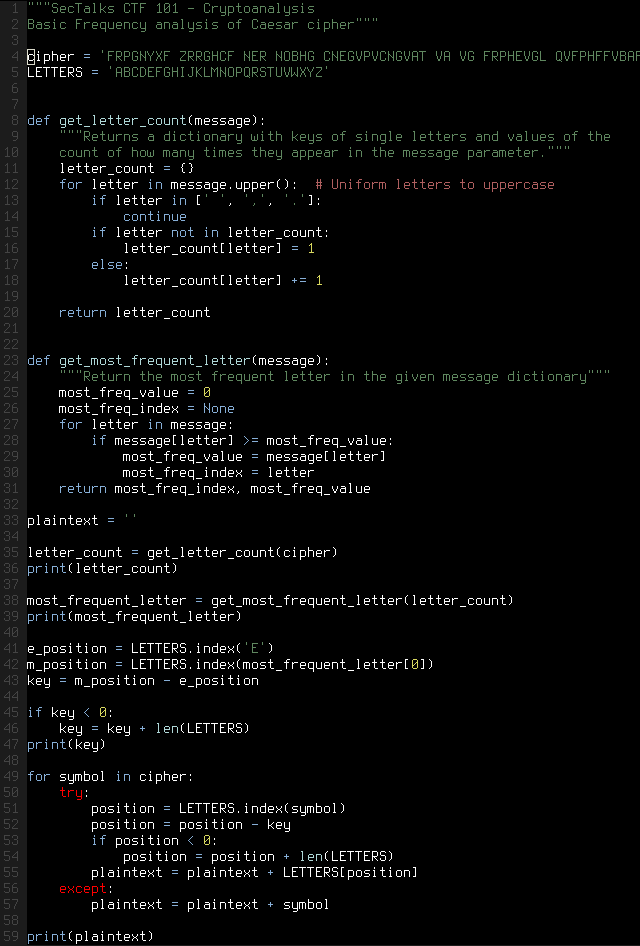 1 """SecTalks CTF 101 - Cryptoanalysis
2 Basic Frequency analysis of Caesar cipher"""
3
4 cipher = 'FRPGNYXF ZRRGHCF NER NOBHG CNEGVPVCNGVAT VA VG FRPHEVGL QVFPHFFVBAF
5 LETTERS = 'ABCDEFGHIJKLMNOPQRSTUVWXYZ'
6
7
8 def get_letter_count(message):
9     """Returns a dictionary with keys of single letters and values of the
10     count of how many times they appear in the message parameter."""
11     letter_count = {}
12     for letter in message.upper():  # Uniform letters to uppercase
13         if letter in [' ', ',', '.']:
14             continue
15         if letter not in letter_count:
16             letter_count[letter] = 1
17         else:
18             letter_count[letter] += 1
19
20     return letter_count
21
22
23 def get_most_frequent_letter(message):
24     """Return the most frequent letter in the given message dictionary"""
25     most_freq_value = 0
26     most_freq_index = None
27     for letter in message:
28         if message[letter] >= most_freq_value:
29             most_freq_value = message[letter]
30             most_freq_index = letter
31     return most_freq_index, most_freq_value
32
33 plaintext = ''
34
35 letter_count = get_letter_count(cipher)
36 print(letter_count)
37
38 most_frequent_letter = get_most_frequent_letter(letter_count)
39 print(most_frequent_letter)
40
41 e_position = LETTERS.index('E')
42 m_position = LETTERS.index(most_frequent_letter[0])
43 key = m_position - e_position
44
45 if key < 0:
46     key = key + len(LETTERS)
47 print(key)
48
49 for symbol in cipher:
50     try:
51         position = LETTERS.index(symbol)
52         position = position - key
53         if position < 0:
54             position = position + len(LETTERS)
55         plaintext = plaintext + LETTERS[position]
56     except:
57         plaintext = plaintext + symbol
58
59 print(plaintext)